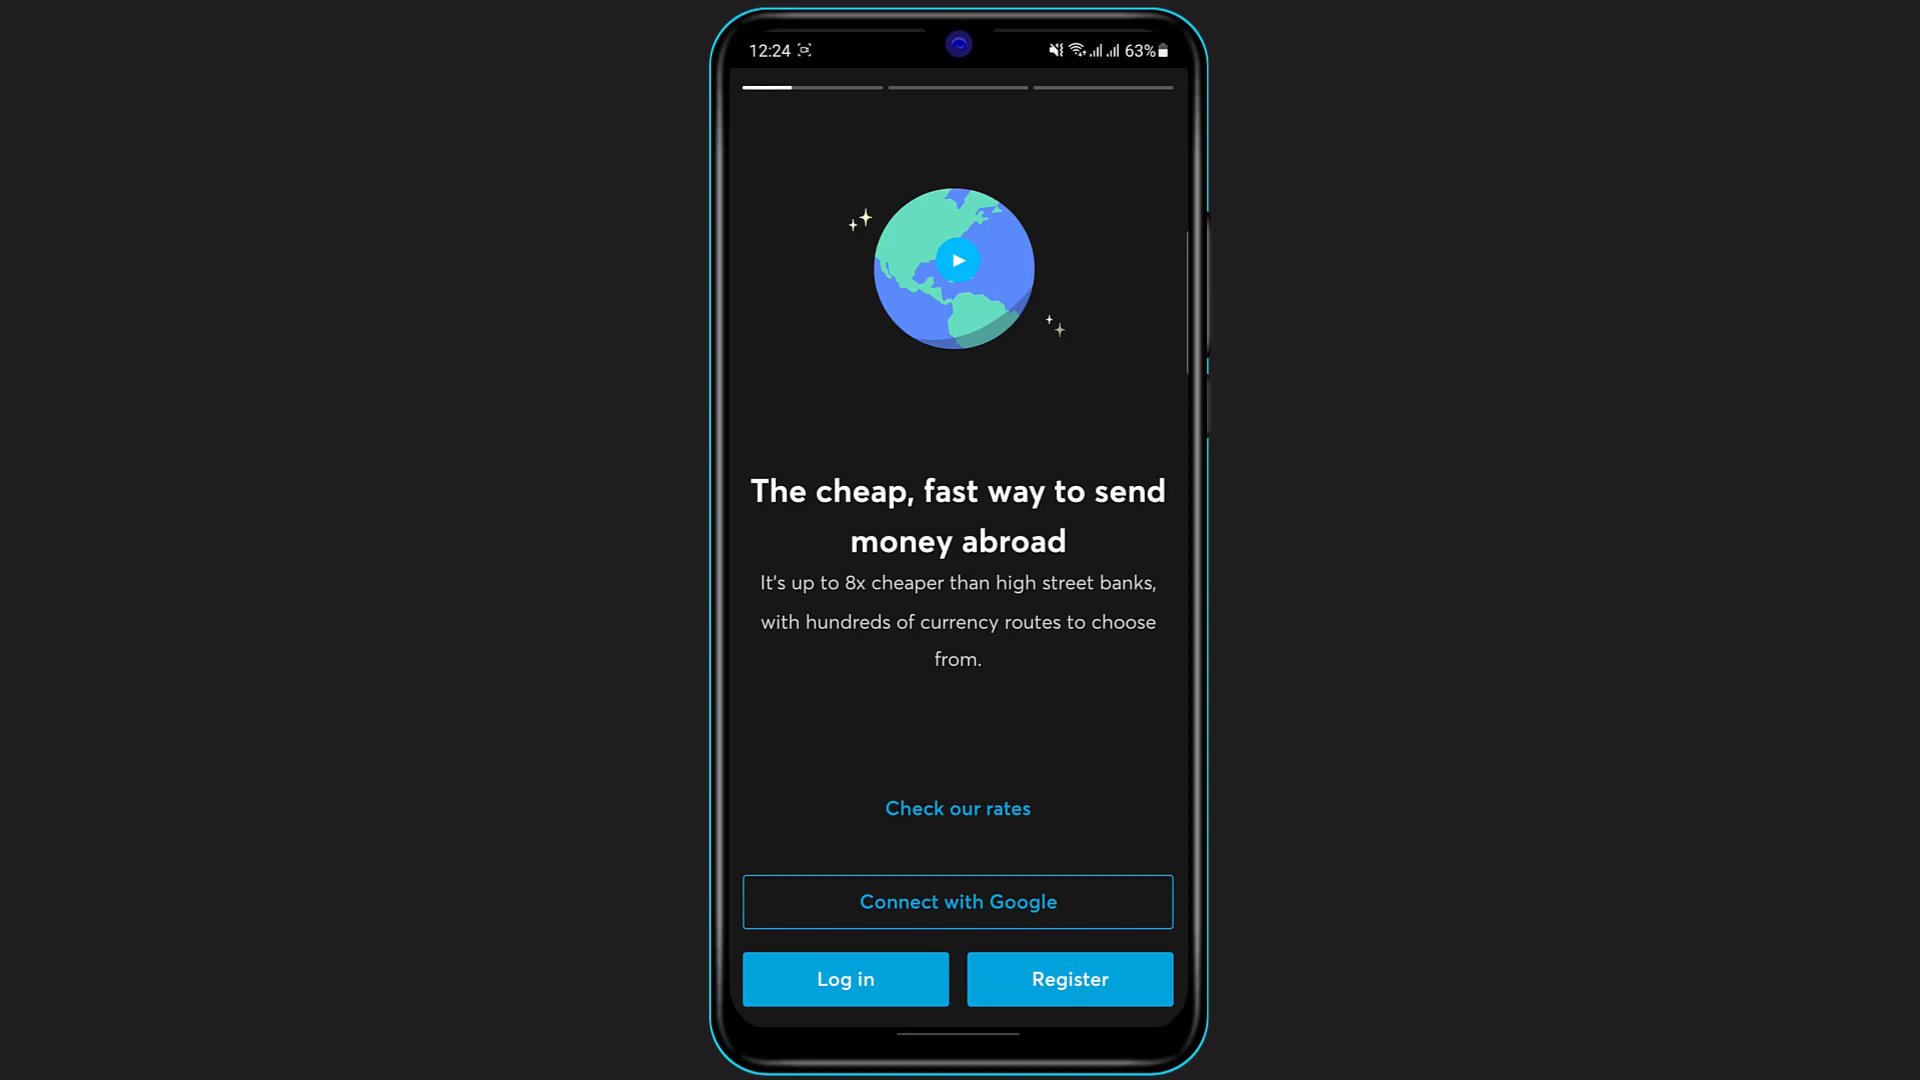 12:24
63%
The cheap, fast way to send
money abroad
It's up to 8x cheaper than high street banks,
with hundreds of currency routes to choose
from.
Check our rates
Connect with Google
Log in
Register